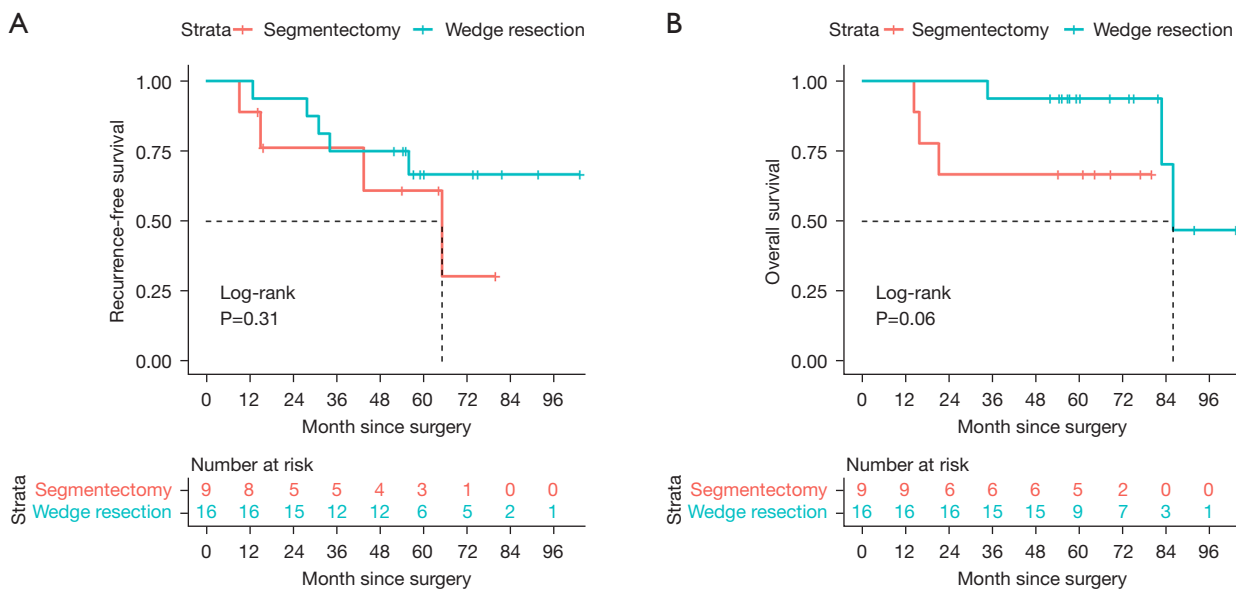 A
Strata Segmentectomy Wedge resection
Recurrence-free survival
1.00
0.75
0.50
0.25
0.00
Log-rank
P=0.31
0 12 24 36 48 60 72 84 96
Month since surgery
Number at risk
Strata
Segmentectomy 9 8 5 5 4 3 1 0 0
Wedge resection 16 16 15 12 12 6 5 2 1
0 12 24 36 48 60 72 84 96
Month since surgery
B
Strata Segmentectomy Wedge resection
Overall survival
1.00
0.75
0.50
0.25
0.00
Log-rank
P=0.06
0 12 24 36 48 60 72 84 96
Month since surgery
Number at risk
Strata
Segmentectomy 9 9 6 6 6 5 2 0 0
Wedge resection 16 16 16 15 15 9 7 3 1
0 12 24 36 48 60 72 84 96
Month since surgery